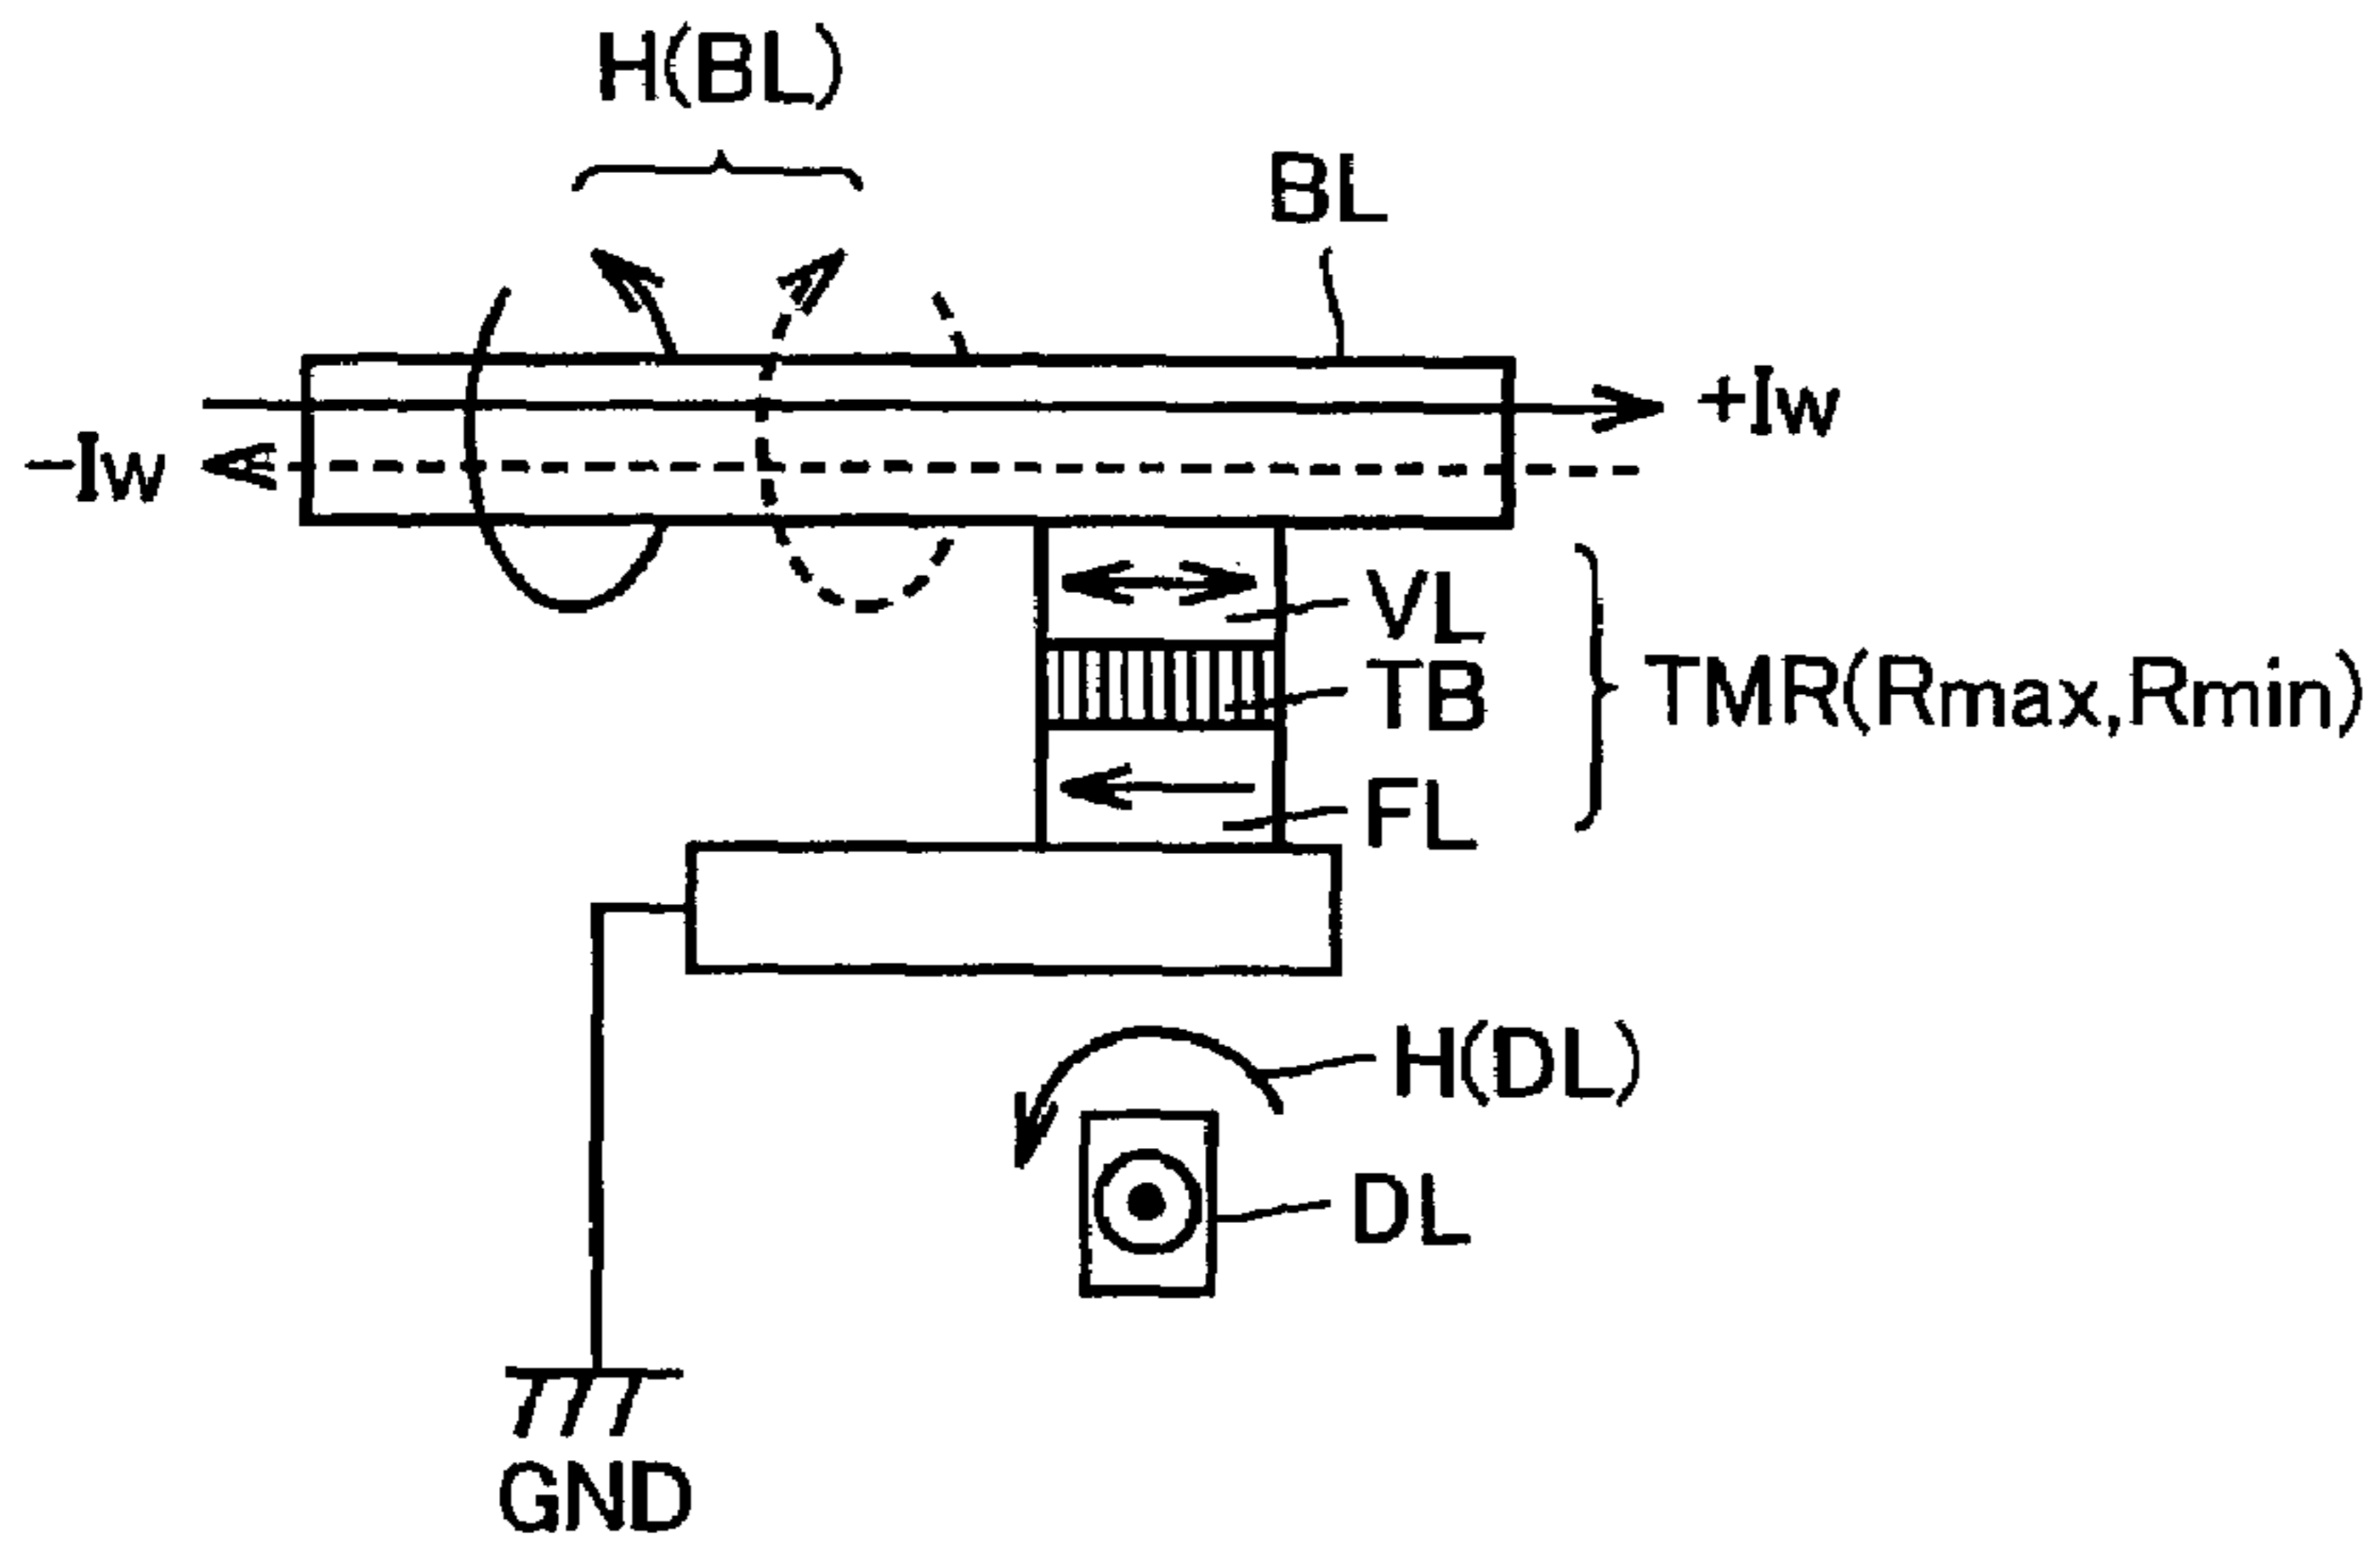 H(BL)
BL
+Iw
-Iw
VL
TB
TMR(Rmax,Rmin)
FL
H(DL)
DL
GND